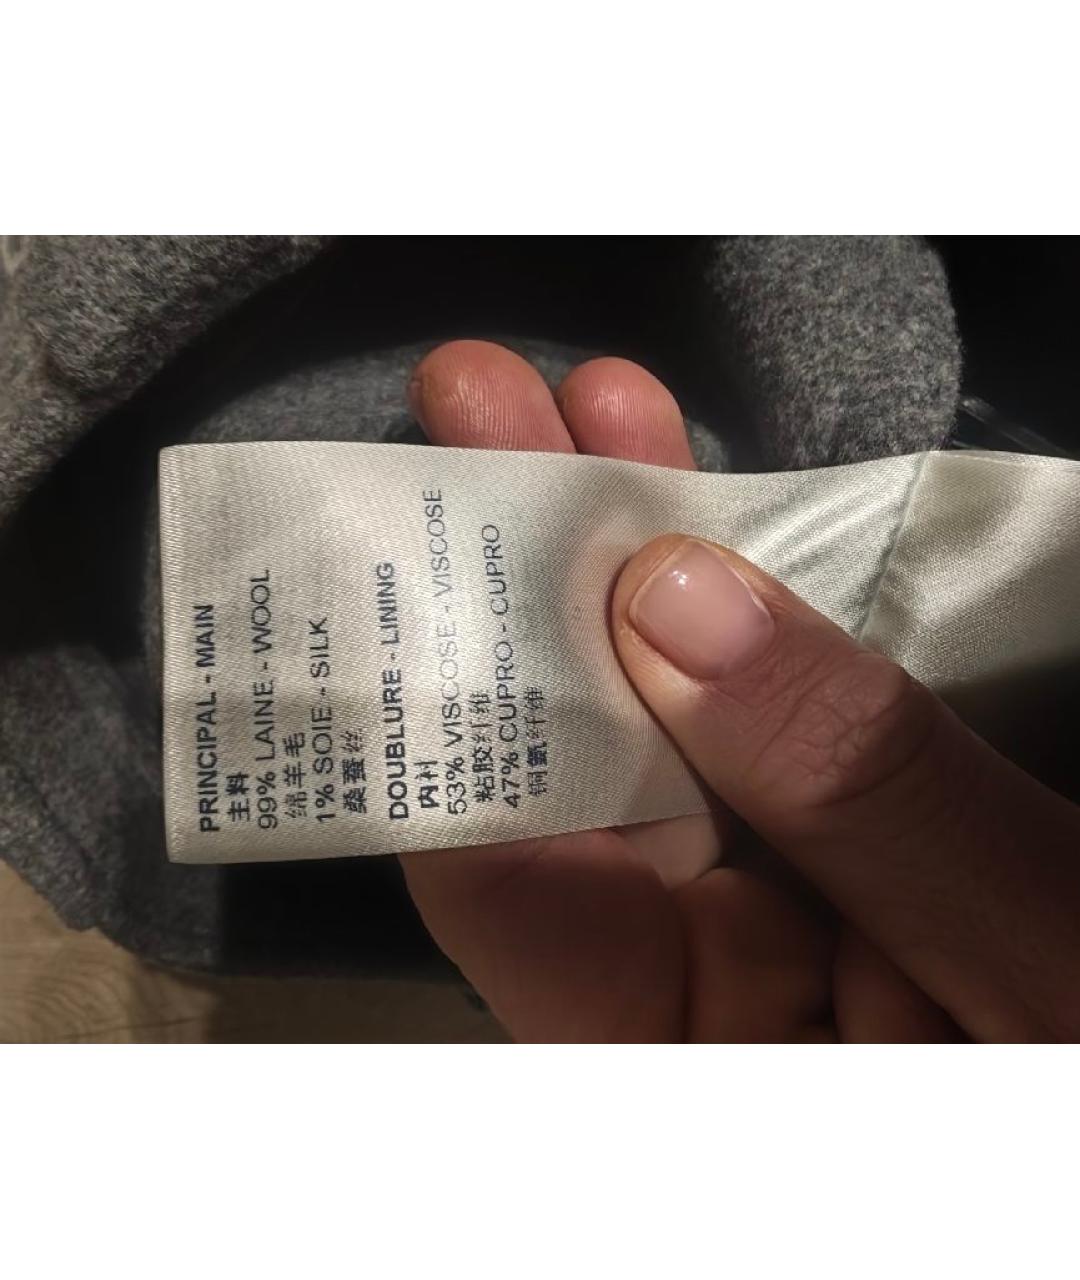 PRINCIPAL - MAIN
主料
99% LAINE - WOOL
绵羊毛
1% SOIE - SILK
桑蚕丝
DOUBLURE - LINING
内衬
53% VISCOSE - VISCOSE
粘胶纤维
47% CUPRO - CUPRO
铜氨纤维